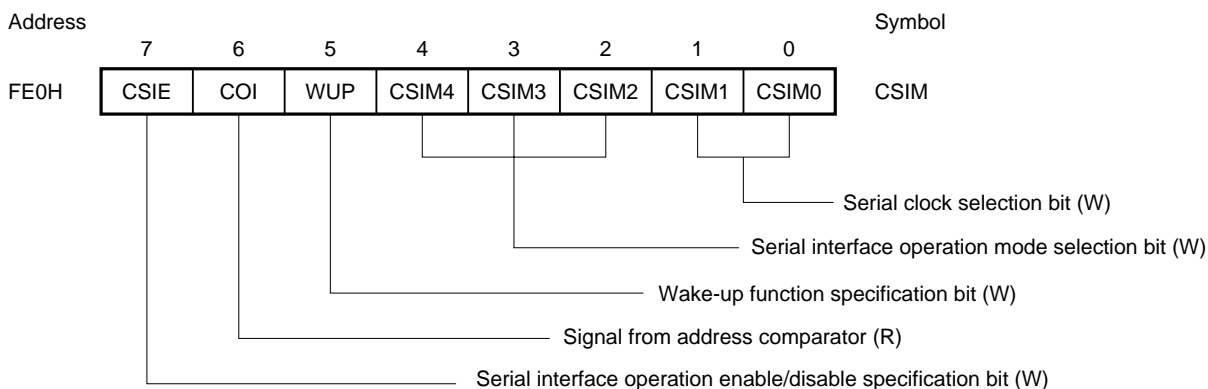 Address Symbol
7 6 5 4 3 2 1 0
FE0H CSIE COI WUP CSIM4 CSIM3 CSIM2 CSIM1 CSIM0 CSIM
Serial clock selection bit (W)
Serial interface operation mode selection bit (W)
Wake-up function specification bit (W)
Signal from address comparator (R)
Serial interface operation enable/disable specification bit (W)